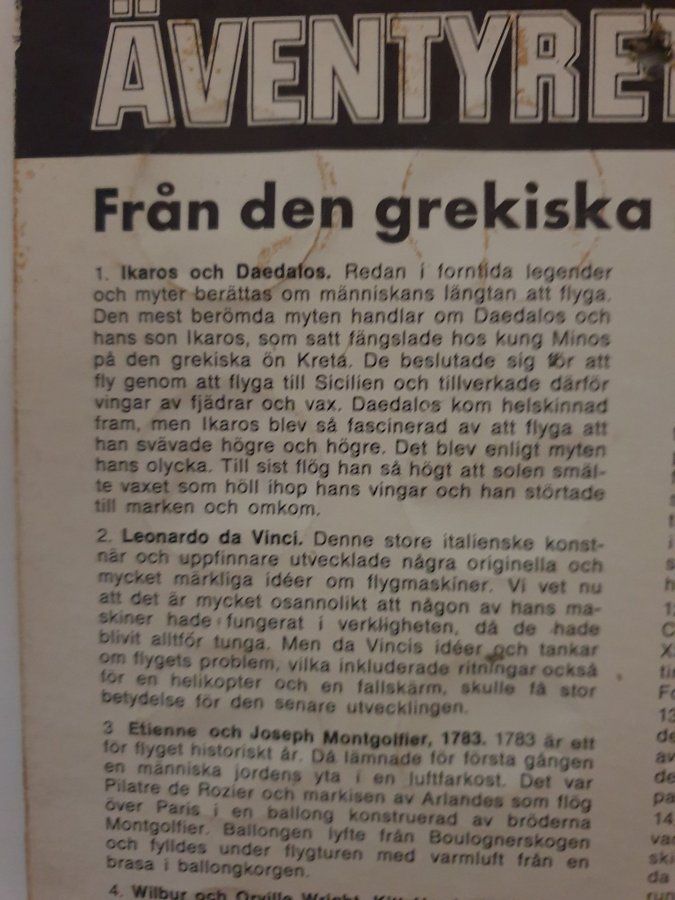 ÄVENTYRET
Från den grekiska
1. Ikaros och Daedalos. Redan i forntida legender
och myter berättas om människans längtan att flyga.
Den mest berömda myten handlar om Daedalos och
hans son Ikaros, som satt fängslade hos kung Minos
på den grekiska ön Kreta. De beslutade sig för att
fly genom att flyga till Sicilien och tillverkade därför
vingar av fjädrar och vax. Daedalos kom helskinnad
fram, men Ikaros blev så fascinerad av att flyga att
han svävade högre och högre. Det blev enligt myten
hans olycka. Till sist flög han så högt att solen smäl-
te vaxet som höll ihop hans vingar och han störtade
till marken och omkom.
2. Leonardo da Vinci. Denne store italienske konst-
när och uppfinnare utvecklade några originella och
mycket märkliga idéer om flygmaskiner. Vi vet nu
att det är mycket osannolikt att någon av hans ma-
skiner hade fungerat i verkligheten, då de hade
blivit alltför tunga. Men da Vincis idéer och tankar
om flygets problem, vilka inkluderade ritningar också
för en helikopter och en fallskärm, skulle få stor
betydelse för den senare utvecklingen.
3 Etienne och Joseph Montgolfier, 1783. 1783 är ett
för flyget historiskt år. Då lämnade för första gången
en människa jordens yta i en luftfarkost. Det var
Pilatre de Rozier och markisen av Arlandes som flög
över Paris i en ballong konstruerad av bröderna
Montgolfier. Ballongen lyfte från Boulognerskogen
och fylldes under flygturen med varmluft från en
brasa i ballongkorgen.
4. Wilbur och Orville Wright,